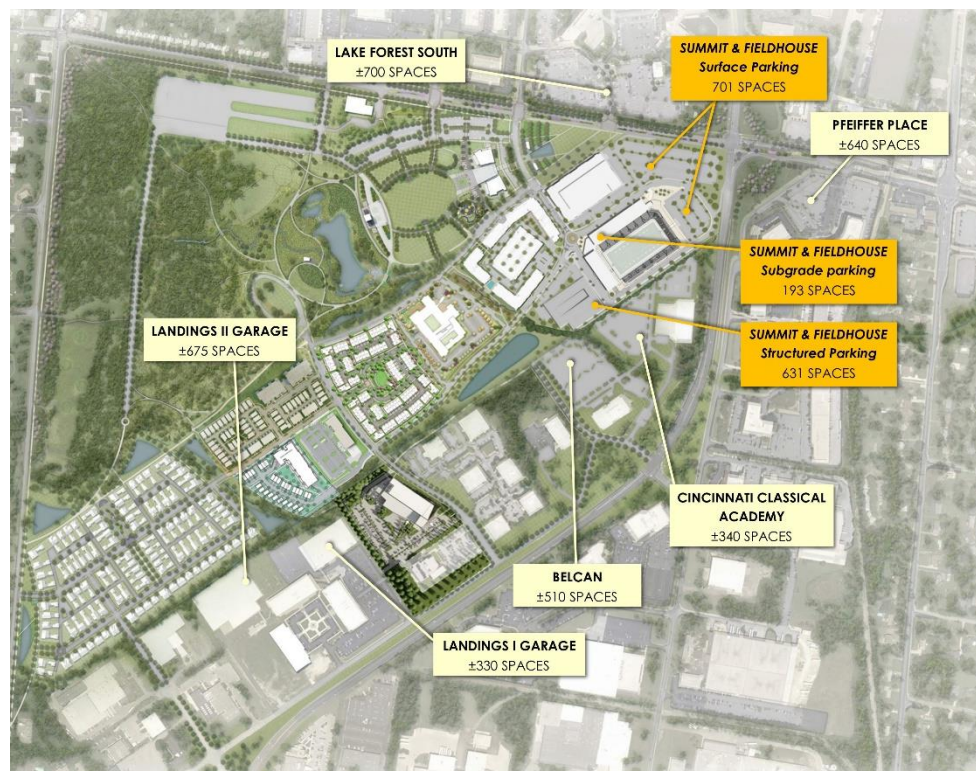 LAKE FOREST SOUTH
±700 SPACES
SUMMIT & FIELDHOUSE
Surface Parking
701 SPACES
PFEIFFER PLACE
±640 SPACES
SUMMIT & FIELDHOUSE
Subgrade parking
193 SPACES
LANDINGS II GARAGE
±675 SPACES
SUMMIT & FIELDHOUSE
Structured Parking
631 SPACES
CINCINNATI CLASSICAL
ACADEMY
±340 SPACES
BELCAN
±510 SPACES
LANDINGS I GARAGE
±330 SPACES